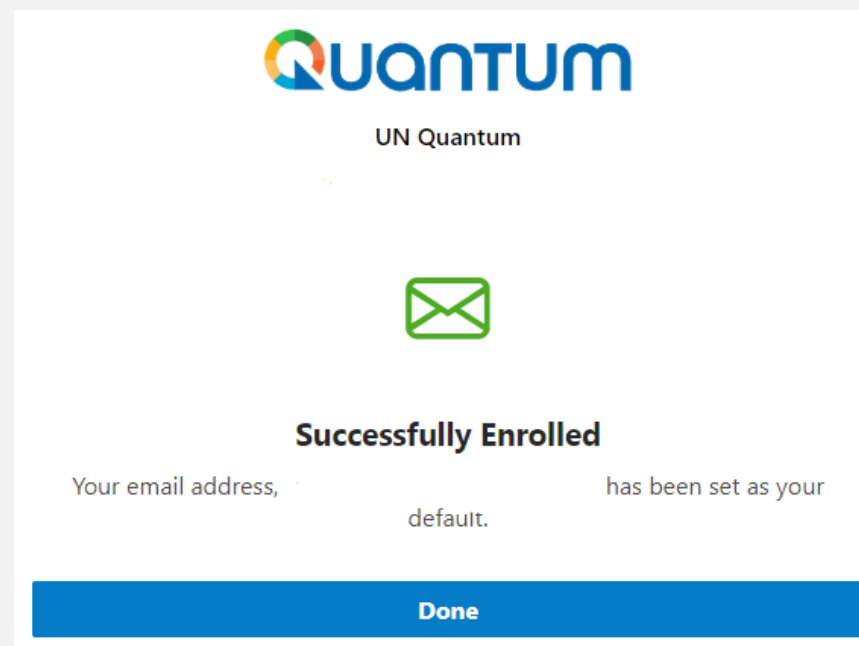 QUANTUM
UN Quantum
Successfully Enrolled
Your email address, has been set as your
default.
Done